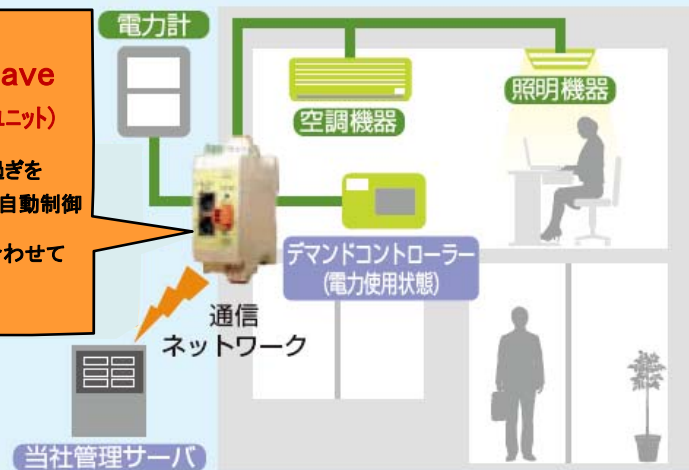 電力計
ave
ユニット)
過ぎを
自動制御
わせて
空調機器
照明機器
デマンドコントローラー
(電力使用状態)
通信
ネットワーク
当社管理サーバ